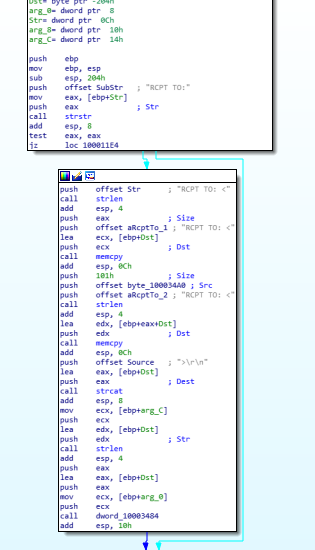 Dst= byte ptr -204h
arg_0= dword ptr  8
Str= dword ptr  0Ch
arg_8= dword ptr  10h
arg_C= dword ptr  14h
push    ebp
mov     ebp, esp
sub     esp, 204h
push    offset SubStr   ; "RCPT TO:"
mov     eax, [ebp+Str]
push    eax             ; Str
call    strstr
add     esp, 8
test    eax, eax
jz      loc_100011E4
push    offset Str      ; "RCPT TO: <"
call    strlen
add     esp, 4
push    eax             ; Size
push    offset aRcptTo_1 ; "RCPT TO: <"
lea     ecx, [ebp+Dst]
push    ecx             ; Dst
call    memcpy
add     esp, 0Ch
push    101h            ; Size
push    offset byte_100034A0 ; Src
push    offset aRcptTo_2 ; "RCPT TO: <"
call    strlen
add     esp, 4
lea     edx, [ebp+eax+Dst]
push    edx             ; Dst
call    memcpy
add     esp, 0Ch
push    offset Source   ; ">\r\n"
lea     eax, [ebp+Dst]
push    eax             ; Dest
call    strcat
add     esp, 8
mov     ecx, [ebp+arg_C]
push    ecx
lea     edx, [ebp+Dst]
push    edx             ; Str
call    strlen
add     esp, 4
push    eax
lea     eax, [ebp+Dst]
push    eax
mov     ecx, [ebp+arg_0]
push    ecx
call    dword_10003484
add     esp, 10h